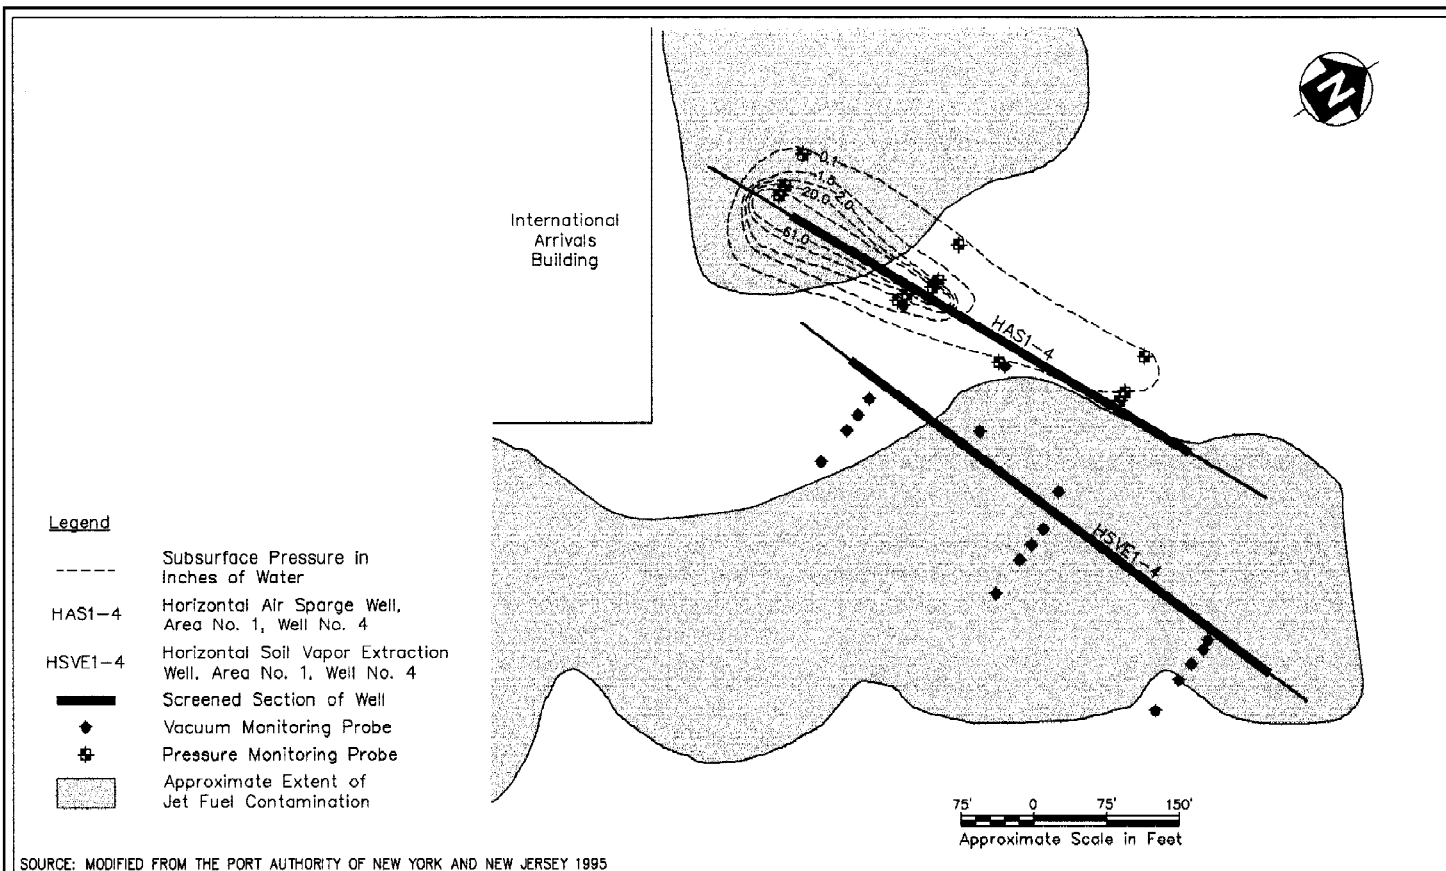 N
-0.1-
-1.5-
2.0
20.0
61.0
International
Arrivals
Building
HAS1-4
HSVE1-4
Legend
Subsurface Pressure in
Inches of Water
HAS1-4
Horizontal Air Sparge Well,
Area No. 1, Well No. 4
HSVE1-4
Horizontal Soil Vapor Extraction
Well, Area No. 1, Well No. 4
Screened Section of Well
Vacuum Monitoring Probe
Pressure Monitoring Probe
Approximate Extent of
Jet Fuel Contamination
75' 0 75' 150'
Approximate Scale in Feet
SOURCE: MODIFIED FROM THE PORT AUTHORITY OF NEW YORK AND NEW JERSEY 1995